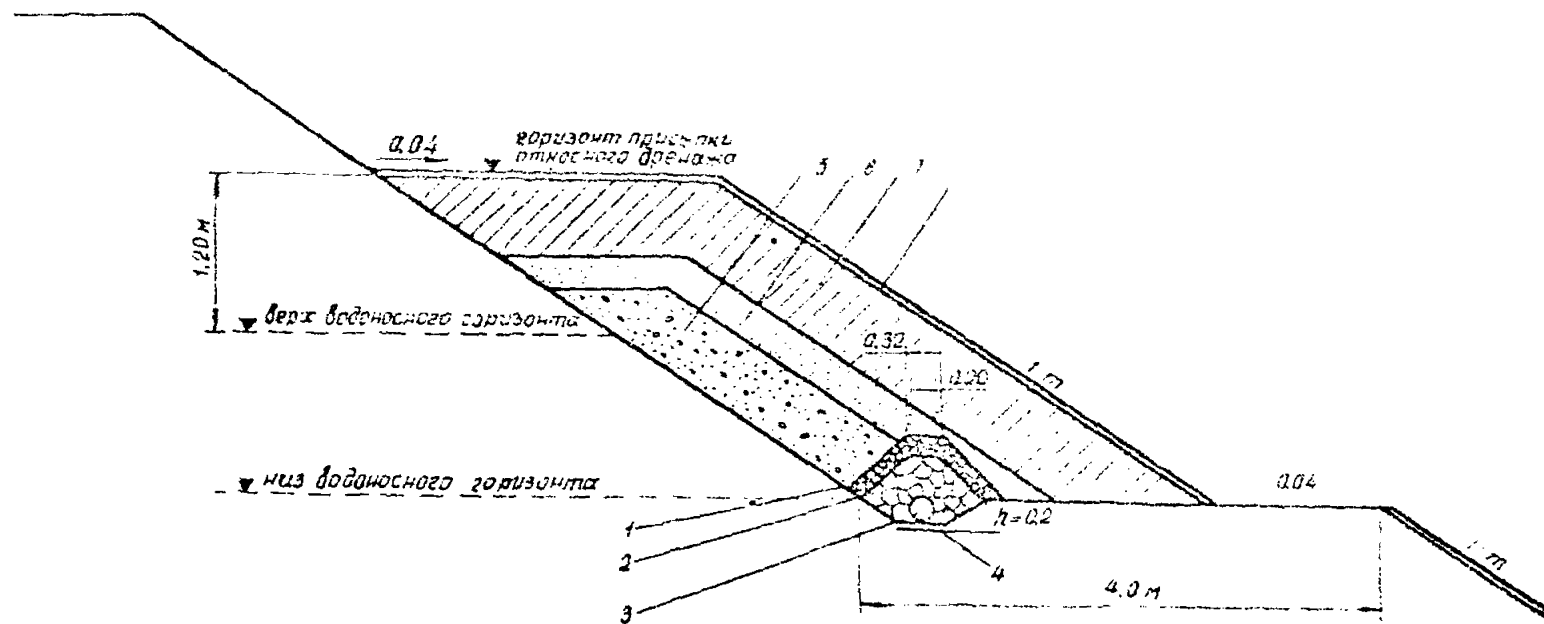 0,04
горизонт присыпки
откосного дренажа
5 6 7
1,20 м
верх водоносного горизонта
0,32
0,20
1:m
низ водоносного горизонта
0,04
1
h=0,2
2
4
1:m
3
4,0 м